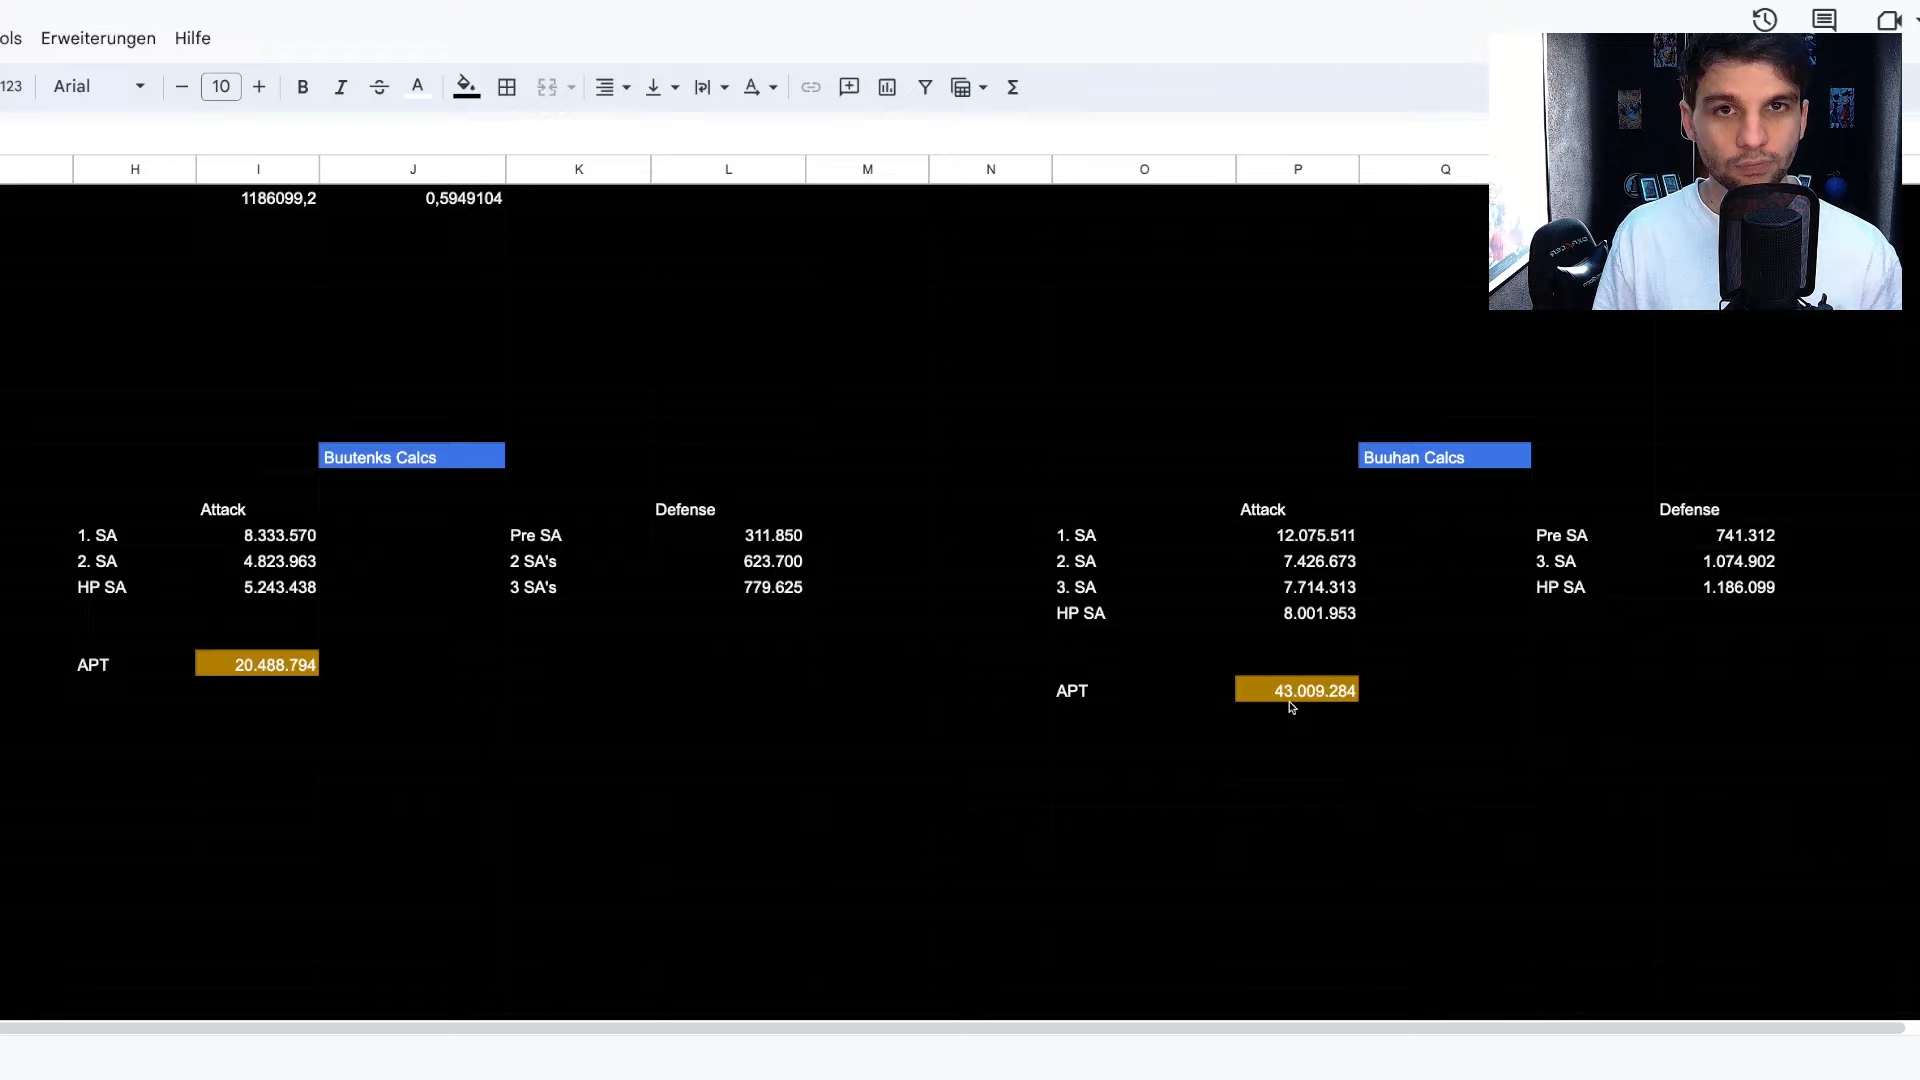 ols Erweiterungen Hilfe
123 Arial 10 B I S A A Σ
H I J K L M N O P Q
1186099,2 0,5949104
Buutenks Calcs Buuhan Calcs
Attack Defense Attack Defense
1. SA 8.333.570 Pre SA 311.850 1. SA 12.075.511 Pre SA 741.312
2. SA 4.823.963 2 SA's 623.700 2. SA 7.426.673 3. SA 1.074.902
HP SA 5.243.438 3 SA's 779.625 3. SA 7.714.313 HP SA 1.186.099
HP SA 8.001.953
APT 20.488.794
APT 43.009.284